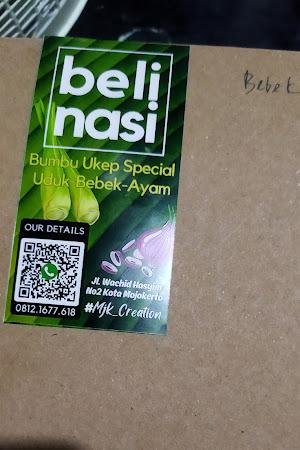 beli
nasi
Bumbu Ukep Special
Uduk-Bebek-Ayam
OUR DETAILS
0812.1677.618
Jl. Wachid Hasyim
No2 Kota Mojokerto
#Mjk_Creation
Bebek